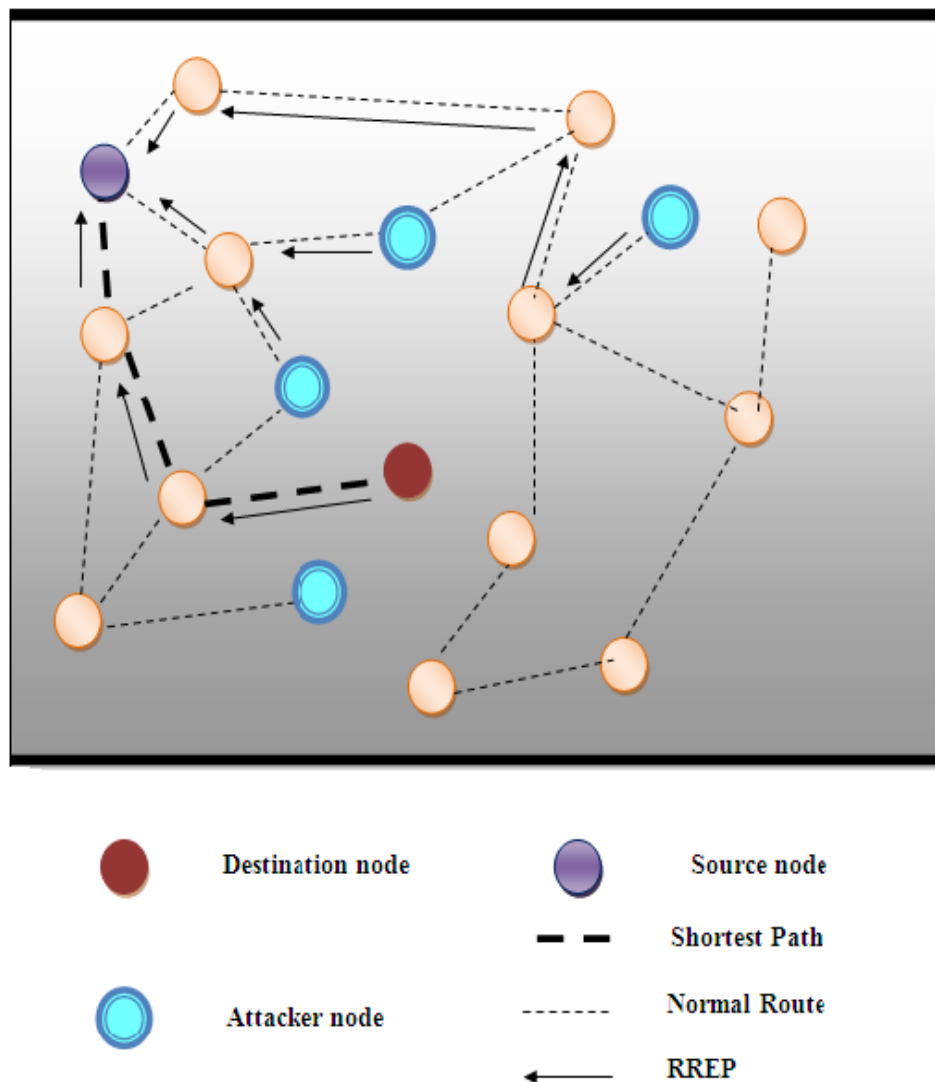 Destination node
Source node
Shortest Path
Attacker node
Normal Route
RREP